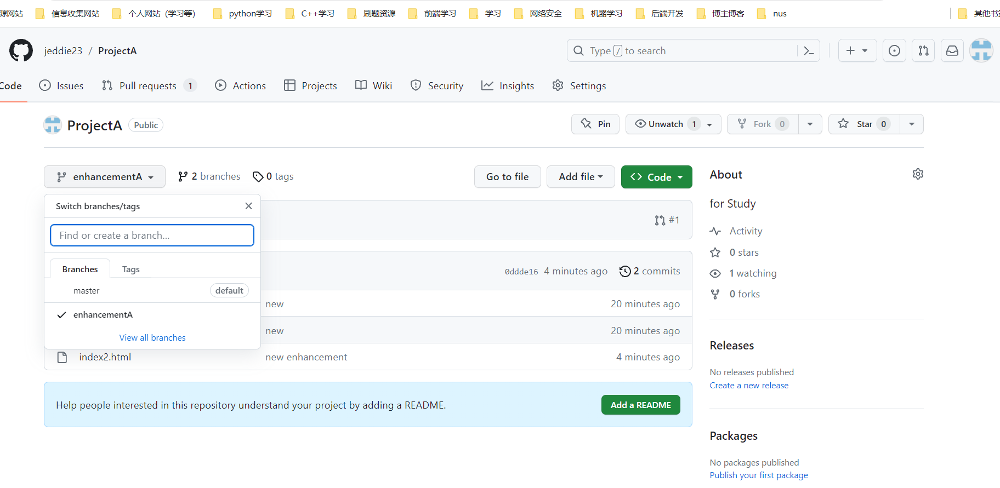 源网站 信息收集网站 个人网站（学习等） python学习 C++学习 刷题资源 前端学习 学习 网络安全 机器学习 后端开发 博主博客 nus 其他书签
jeddie23 / ProjectA Type / to search
Code Issues Pull requests 1 Actions Projects Wiki Security Insights Settings
ProjectA Public Pin Unwatch 1 Fork 0 Star 0
enhancementA 2 branches 0 tags Go to file Add file Code
Switch branches/tags
Find or create a branch...
Branches Tags
master default
enhancementA
View all branches
#1
0ddde16 4 minutes ago 2 commits
new 20 minutes ago
new 20 minutes ago
index2.html new enhancement 4 minutes ago
Help people interested in this repository understand your project by adding a README. Add a README
About
for Study
Activity
0 stars
1 watching
0 forks
Releases
No releases published
Create a new release
Packages
No packages published
Publish your first package